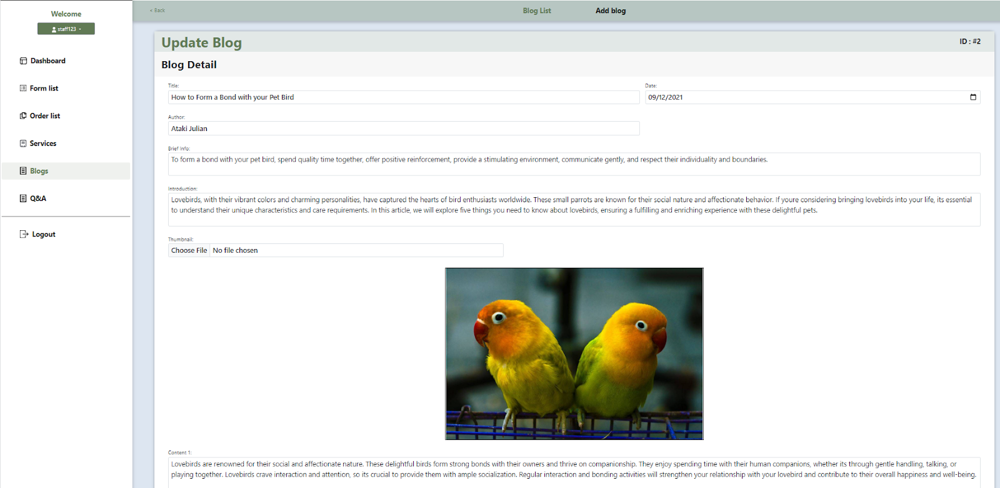 Welcome
staff123
Dashboard
Form list
Order list
Services
Blogs
Q&A
Logout
< Back
Blog List
Add blog
Update Blog
ID : #2
Blog Detail
Title:
Date:
How to Form a Bond with your Pet Bird
09/12/2021
Author:
Ataki Julian
Brief Info:
To form a bond with your pet bird, spend quality time together, offer positive reinforcement, provide a stimulating environment, communicate gently, and respect their individuality and boundaries.
Introduction:
Lovebirds, with their vibrant colors and charming personalities, have captured the hearts of bird enthusiasts worldwide. These small parrots are known for their social nature and affectionate behavior. If youre considering bringing lovebirds into your life, its essential
to understand their unique characteristics and care requirements. In this article, we will explore five things you need to know about lovebirds, ensuring a fulfilling and enriching experience with these delightful pets.
Thumbnail:
Choose File No file chosen
Content 1:
Lovebirds are renowned for their social and affectionate nature. These delightful birds form strong bonds with their owners and thrive on companionship. They enjoy spending time with their human companions, whether its through gentle handling, talking, or
playing together. Lovebirds crave interaction and attention, so its crucial to provide them with ample socialization. Regular interaction and bonding activities will strengthen your relationship with your lovebird and contribute to their overall happiness and well-being.